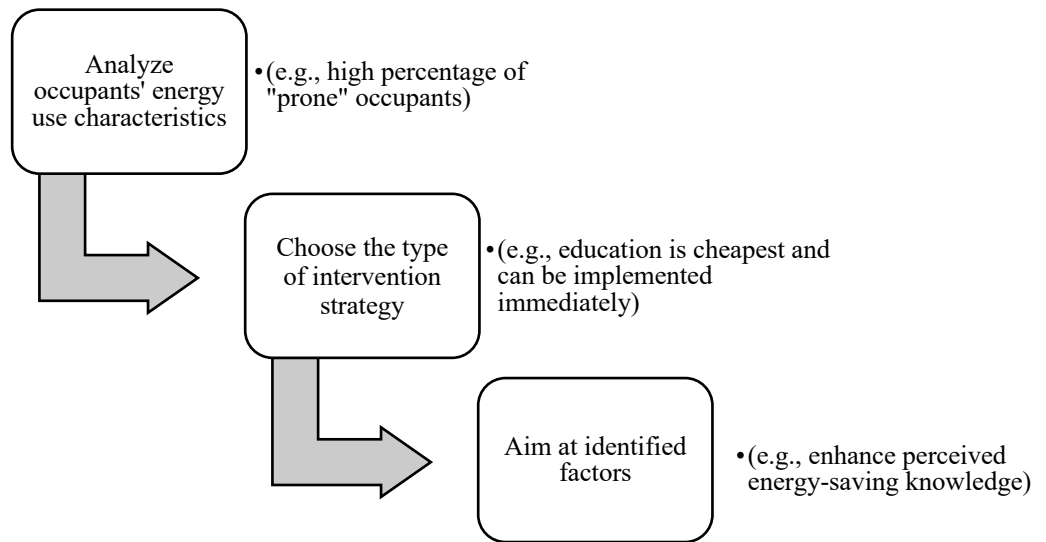 Analyze
occupants' energy
use characteristics
•(e.g., high percentage of
"prone" occupants)
Choose the type
of intervention
strategy
•(e.g., education is cheapest and
can be implemented
immediately)
Aim at identified
factors
•(e.g., enhance perceived
energy-saving knowledge)